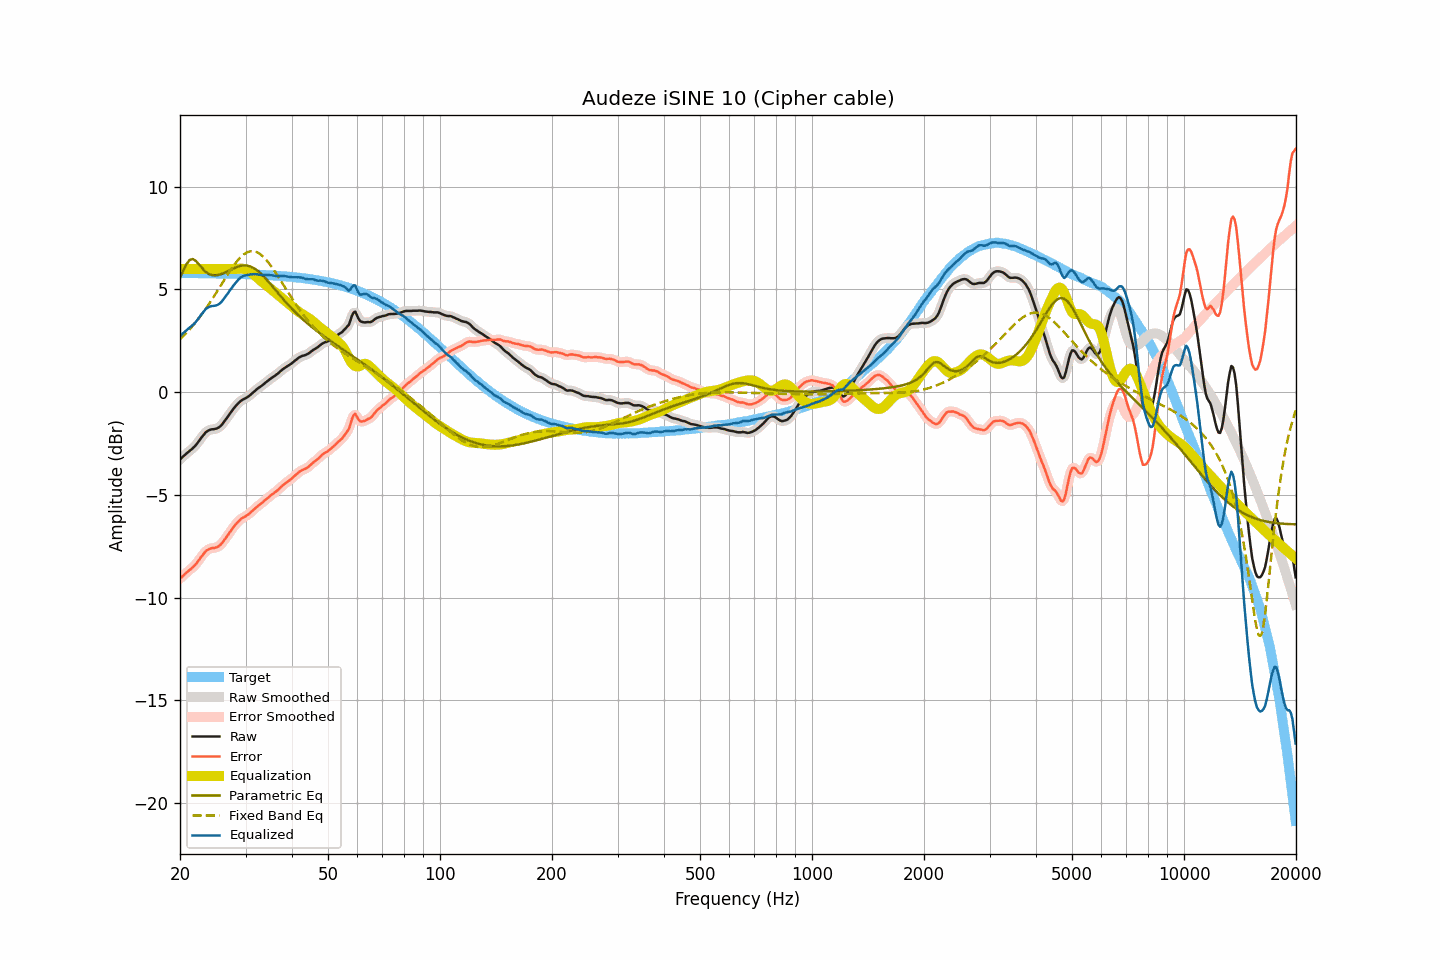 Audeze iSINE 10 (Cipher cable)
Amplitude (dBr)
10
5
0
−5
−10
−15
−20
Target
Raw Smoothed
Error Smoothed
Raw
Error
Equalization
Parametric Eq
Fixed Band Eq
Equalized
20 50 100 200 500 1000 2000 5000 10000 20000
Frequency (Hz)